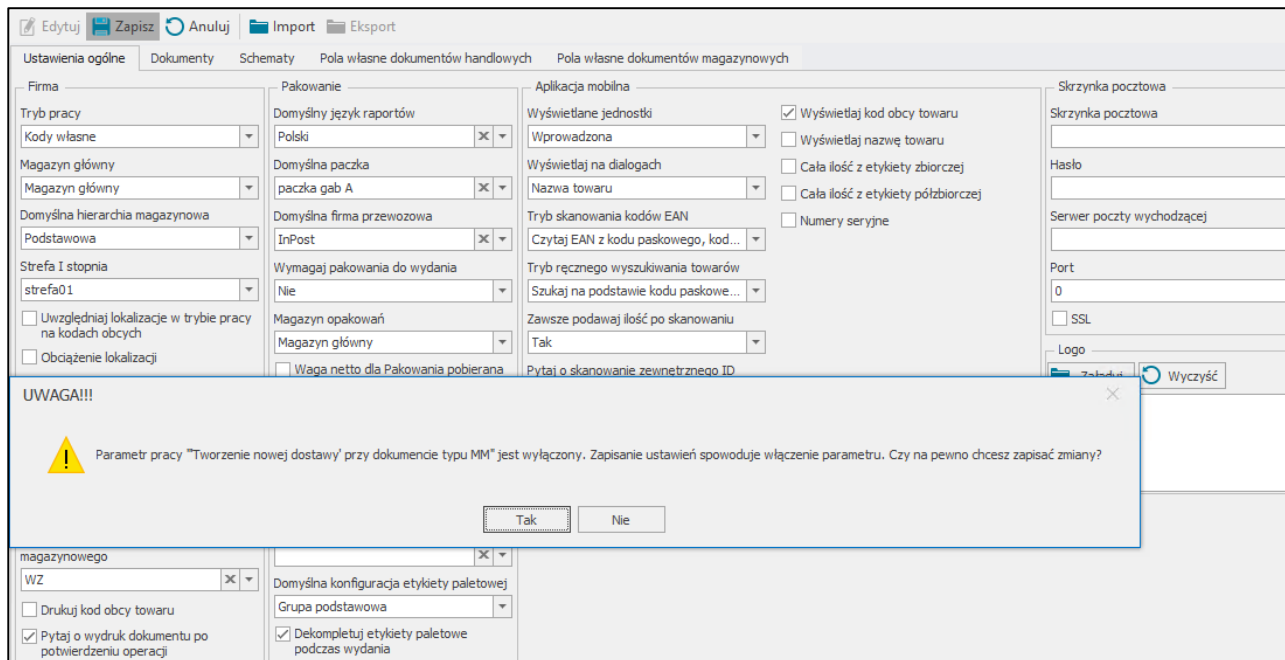 Edytuj Zapisz Anuluj Import Eksport
Ustawienia ogólne Dokumenty Schematy Pola własne dokumentów handlowych Pola własne dokumentów magazynowych
Firma
Tryb pracy
Kody własne
Magazyn główny
Magazyn główny
Domyślna hierarchia magazynowa
Podstawowa
Strefa I stopnia
strefa01
Uwzględniaj lokalizacje w trybie pracy
na kodach obcych
Obciążenie lokalizacji
Pakowanie
Domyślny język raportów
Polski
Domyślna paczka
paczka gab A
Domyślna firma przewozowa
InPost
Wymagaj pakowania do wydania
Nie
Magazyn opakowań
Magazyn główny
Waga netto dla Pakowania pobierana
Aplikacja mobilna
Wyświetlane jednostki
Wprowadzona
Wyświetlaj na dialogach
Nazwa towaru
Tryb skanowania kodów EAN
Czytaj EAN z kodu paskowego, kod...
Tryb ręcznego wyszukiwania towarów
Szukaj na podstawie kodu paskowe...
Zawsze podawaj ilość po skanowaniu
Tak
Pytaj o skanowanie zewnętrznego ID
Wyświetlaj kod obcy towaru
Wyświetlaj nazwę towaru
Cała ilość z etykiety zbiorczej
Cała ilość z etykiety półzbiorczej
Numery seryjne
Skrzynka pocztowa
Skrzynka pocztowa
Hasło
Serwer poczty wychodzącej
Port
0
SSL
Logo
Załaduj Wyczyść
UWAGA!!!
Parametr pracy "'Tworzenie nowej dostawy' przy dokumencie typu MM" jest wyłączony. Zapisanie ustawień spowoduje włączenie parametru. Czy na pewno chcesz zapisać zmiany?
Tak Nie
magazynowego
WZ
Drukuj kod obcy towaru
Pytaj o wydruk dokumentu po
potwierdzeniu operacji
Domyślna konfiguracja etykiety paletowej
Grupa podstawowa
Dekompletuj etykiety paletowe
podczas wydania